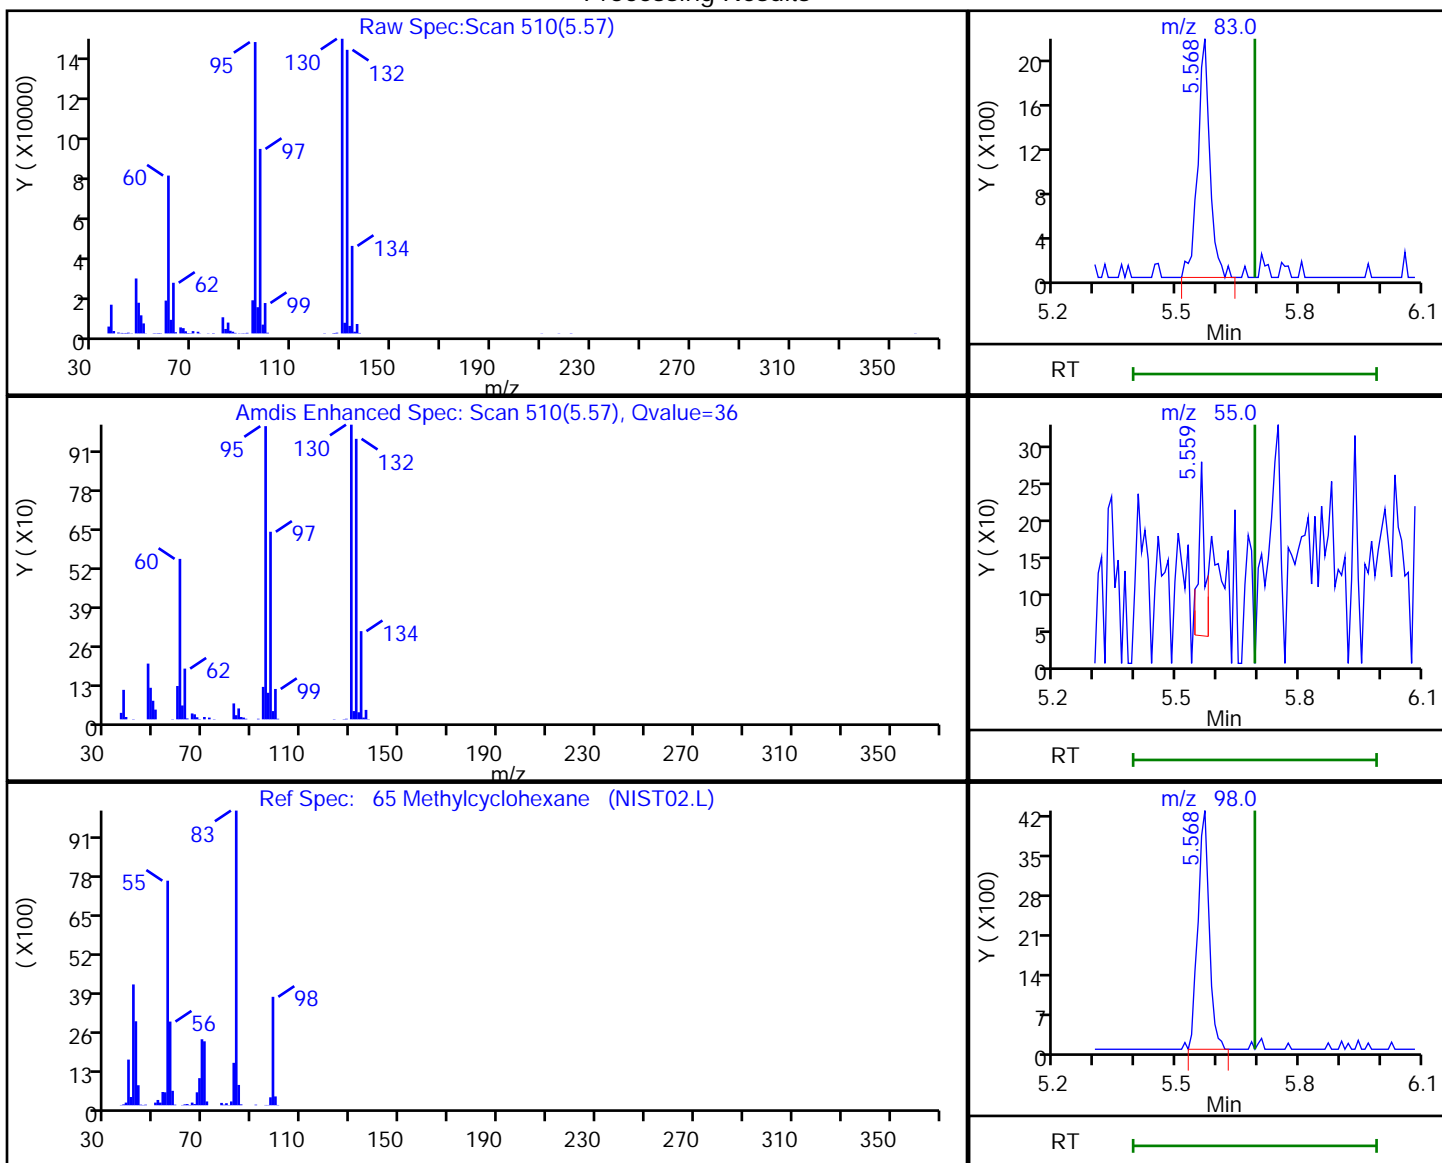 Processing Results
Raw Spec:Scan 510(5.57)
Y ( X10000)
14
12
10
8
6
4
2
0
95
130
132
97
60
134
62
99
30 70 110 150 190 230 270 310 350
m/z
m/z 83.0
Y ( X100)
20
16
12
8
4
0
5.568
5.2 5.5 5.8 6.1
Min
RT
Amdis Enhanced Spec: Scan 510(5.57), Qvalue=36
Y ( X10)
91
78
65
52
39
26
13
0
95
130
132
97
60
134
62
99
30 70 110 150 190 230 270 310 350
m/z
m/z 55.0
Y ( X10)
30
25
20
15
10
5
0
5.559
5.2 5.5 5.8 6.1
Min
RT
Ref Spec: 65 Methylcyclohexane (NIST02.L)
( X100)
91
78
65
52
39
26
13
0
83
55
98
56
30 70 110 150 190 230 270 310 350
m/z 98.0
Y ( X100)
42
35
28
21
14
7
0
5.568
5.2 5.5 5.8 6.1
Min
RT